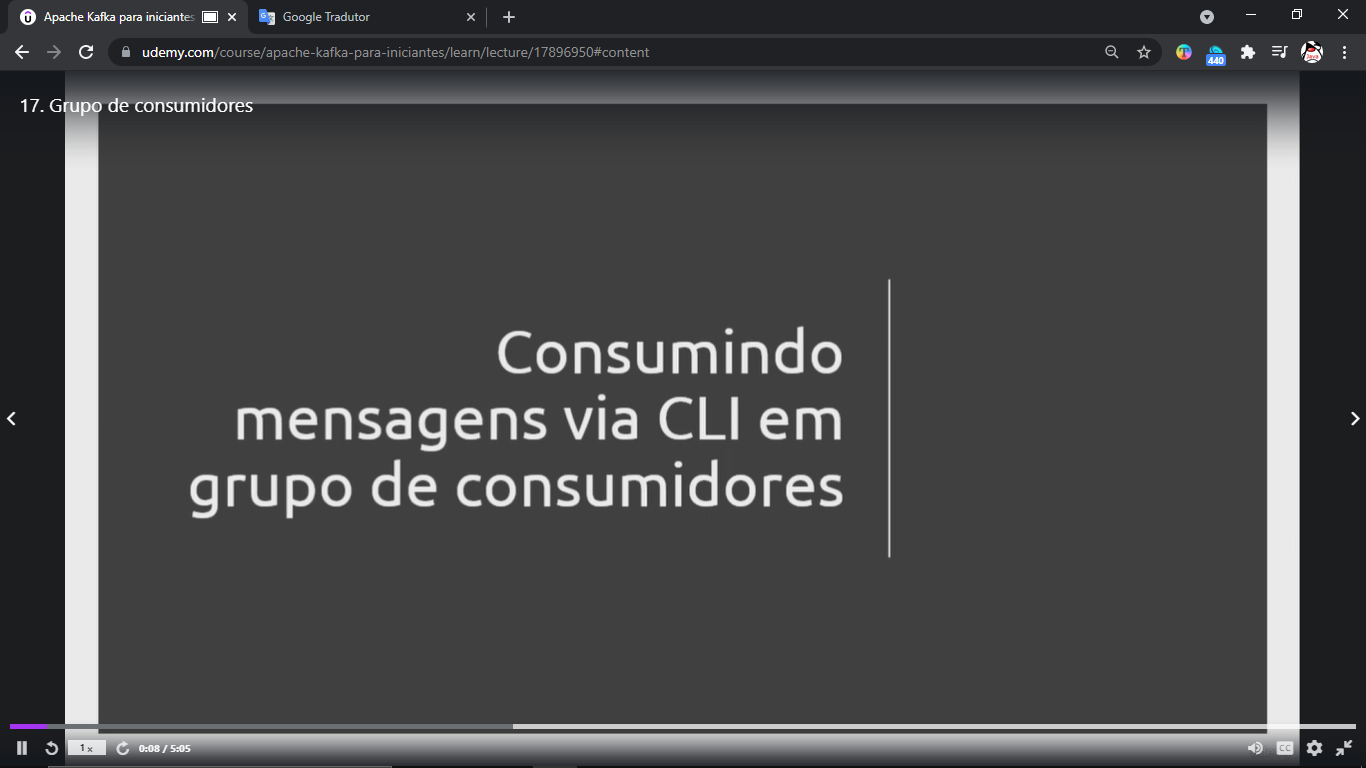 Apache Kafka para iniciantes
Google Tradutor
udemy.com/course/apache-kafka-para-iniciantes/learn/lecture/17896950#content
440
17. Grupo de consumidores
Consumindo
mensagens via CLI em
grupo de consumidores
1x
0:08 / 5:05
CC